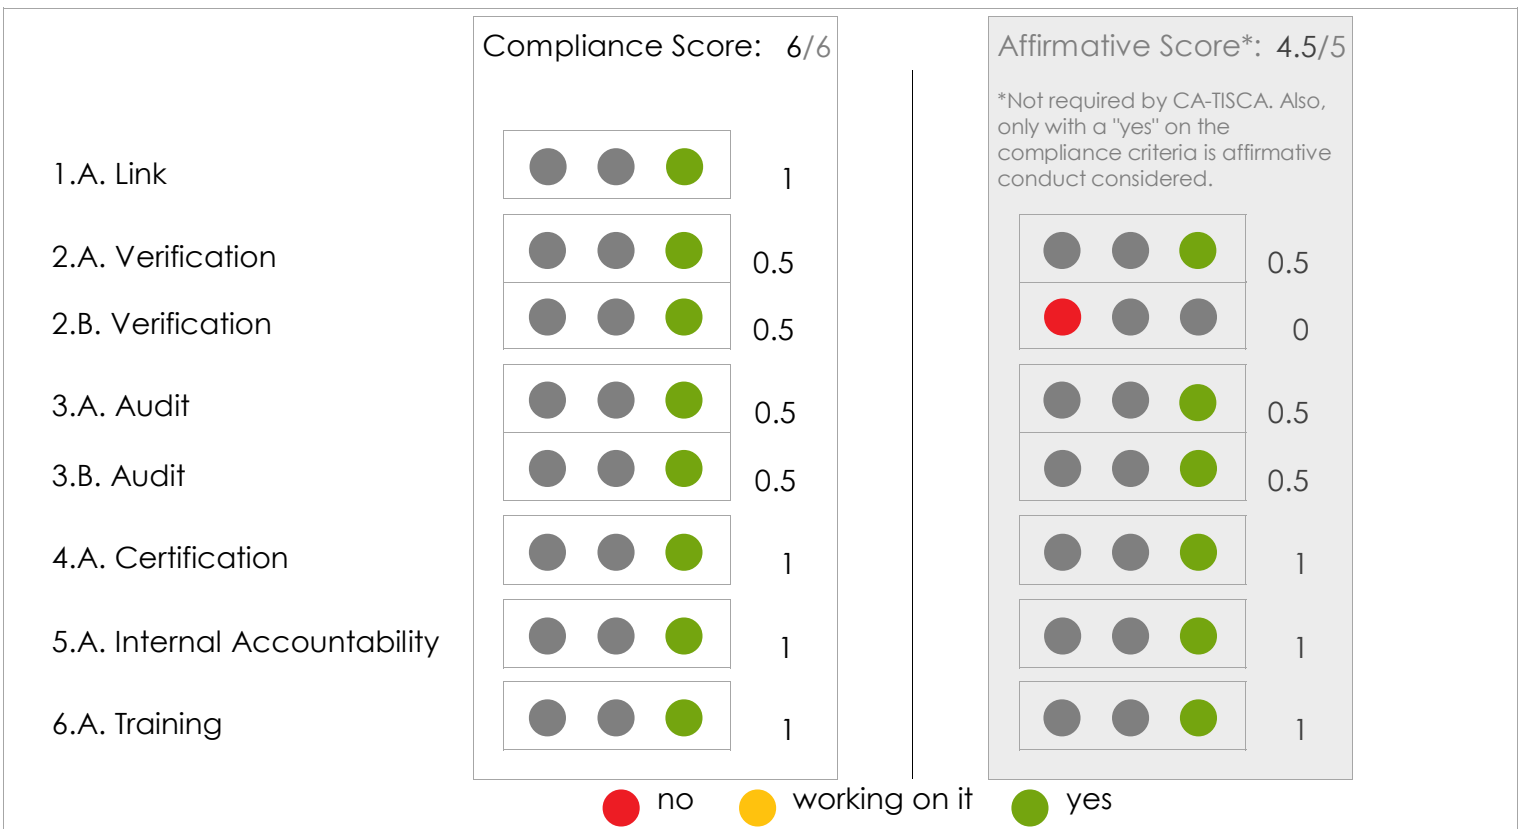 Compliance Score: 6/6
Affirmative Score*: 4.5/5
*Not required by CA-TISCA. Also,
only with a "yes" on the
compliance criteria is affirmative
conduct considered.
1.A. Link 1
2.A. Verification 0.5 0.5
2.B. Verification 0.5 0
3.A. Audit 0.5 0.5
3.B. Audit 0.5 0.5
4.A. Certification 1 1
5.A. Internal Accountability 1 1
6.A. Training 1 1
no working on it yes